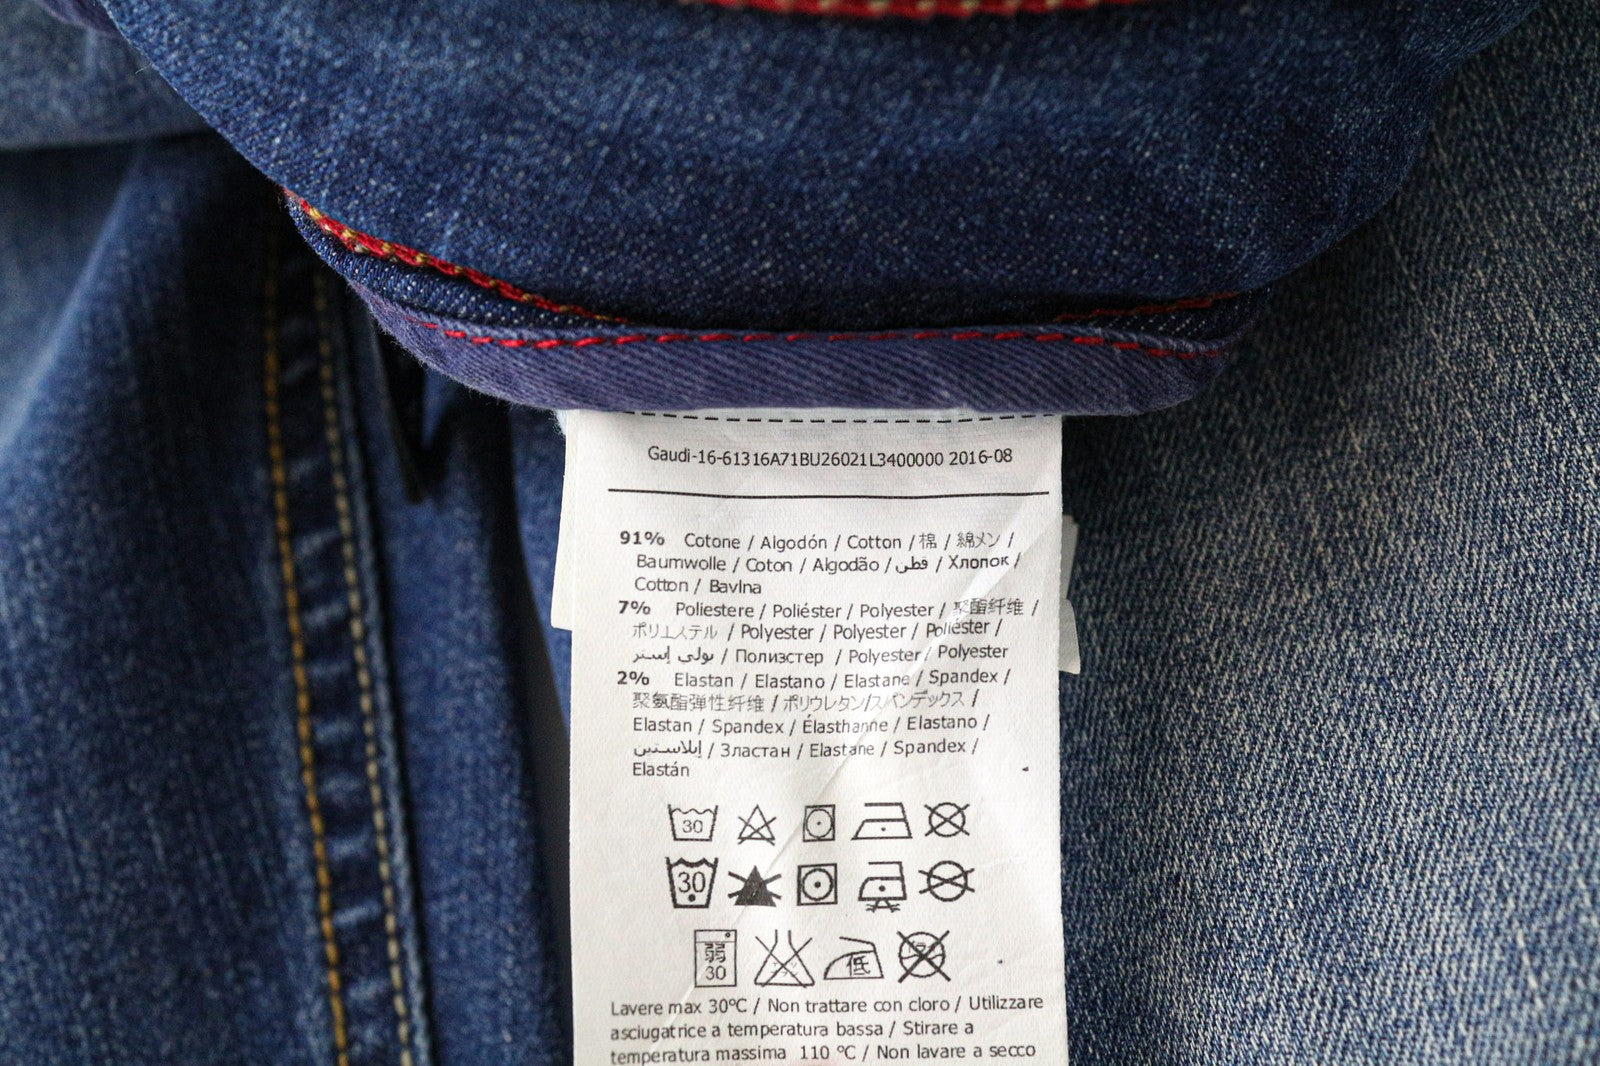 Gaudi-16-61316A71BU26021L3400000 2016-08
91% Cotone / Algodón / Cotton / 棉 / 綿メン /
Baumwolle / Coton / Algodão / قطن / Хлопок /
Cotton / Bavlna
7% Poliestere / Poliéster / Polyester / 聚酯纤维 /
ポリエステル / Polyester / Polyester / Poliéster /
بولي إستر / Полиэстер / Polyester / Polyester
2% Elastan / Elastano / Elastane / Spandex /
聚氨酯弹性纤维 / ポリウレタン/スパンデックス /
Elastan / Spandex / Élasthanne / Elastano /
إيلاستين / Эластан / Elastane / Spandex /
Elastán
30
30
弱 低
30
Lavere max 30°C / Non trattare con cloro / Utilizzare
asciugatrice a temperatura bassa / Stirare a
temperatura massima 110 °C / Non lavare a secco